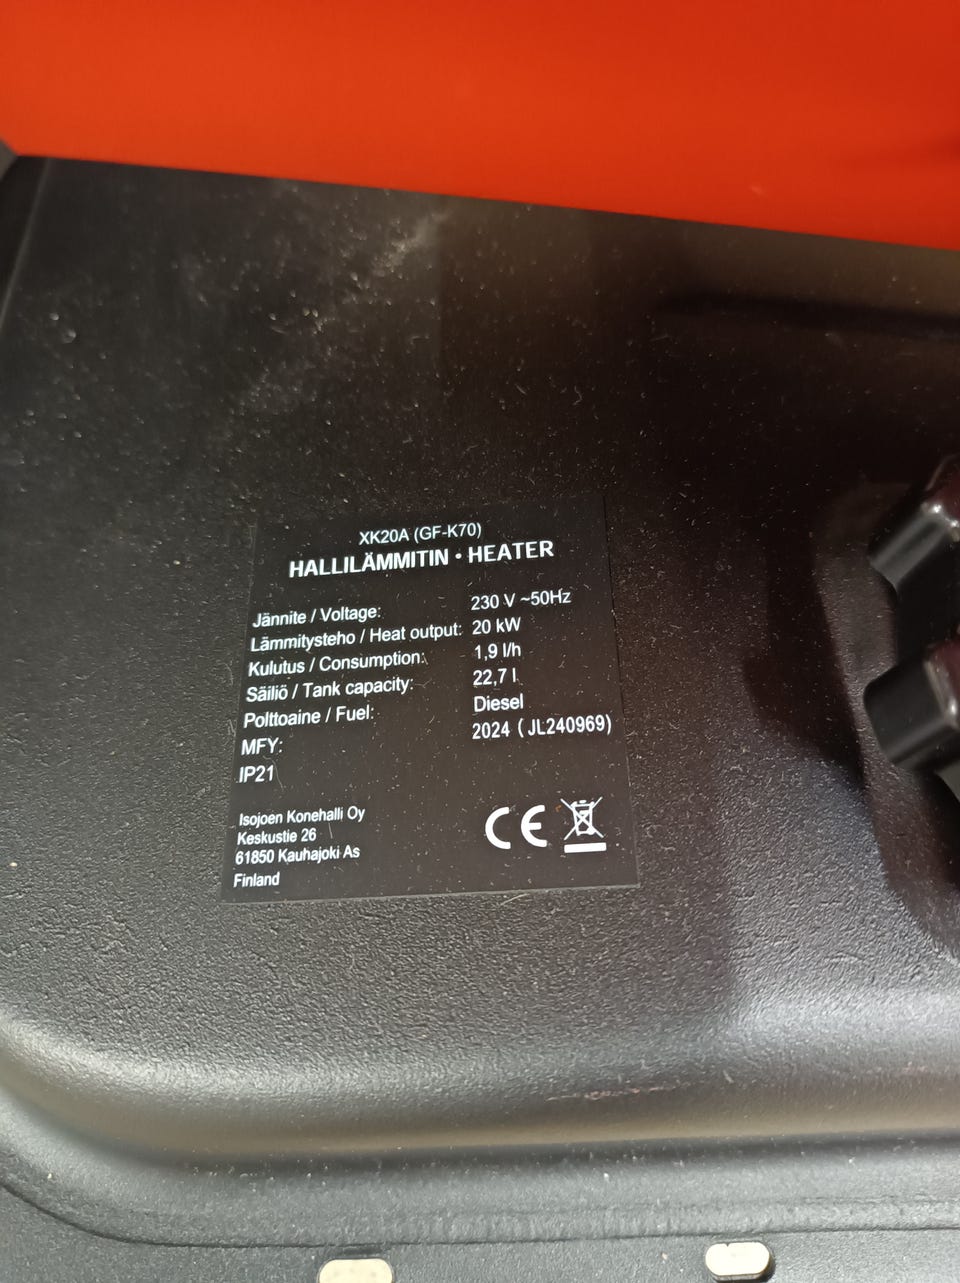 XK20A (GF-K70)
HALLILÄMMITIN • HEATER
Jännite / Voltage: 230 V ~50Hz
Lämmitysteho / Heat output: 20 kW
Kulutus / Consumption: 1,9 l/h
Säiliö / Tank capacity: 22,7 l
Polttoaine / Fuel: Diesel
MFY: 2024 ( JL240969)
IP21
Isojoen Konehalli Oy
Keskustie 26
61850 Kauhajoki As
Finland
CE